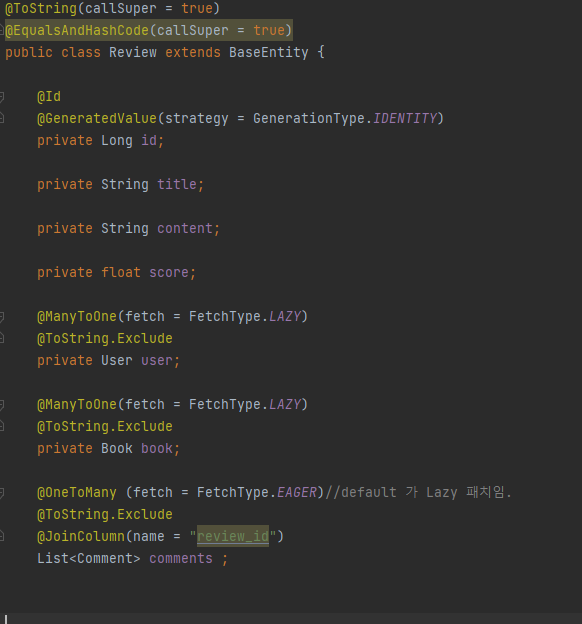 @ToString(callSuper = true)
@EqualsAndHashCode(callSuper = true)
public class Review extends BaseEntity {
@Id
@GeneratedValue(strategy = GenerationType.IDENTITY)
private Long id;
private String title;
private String content;
private float score;
@ManyToOne(fetch = FetchType.LAZY)
@ToString.Exclude
private User user;
@ManyToOne(fetch = FetchType.LAZY)
@ToString.Exclude
private Book book;
@OneToMany (fetch = FetchType.EAGER)//default 가 Lazy 패치임.
@ToString.Exclude
@JoinColumn(name = "review_id")
List<Comment> comments ;